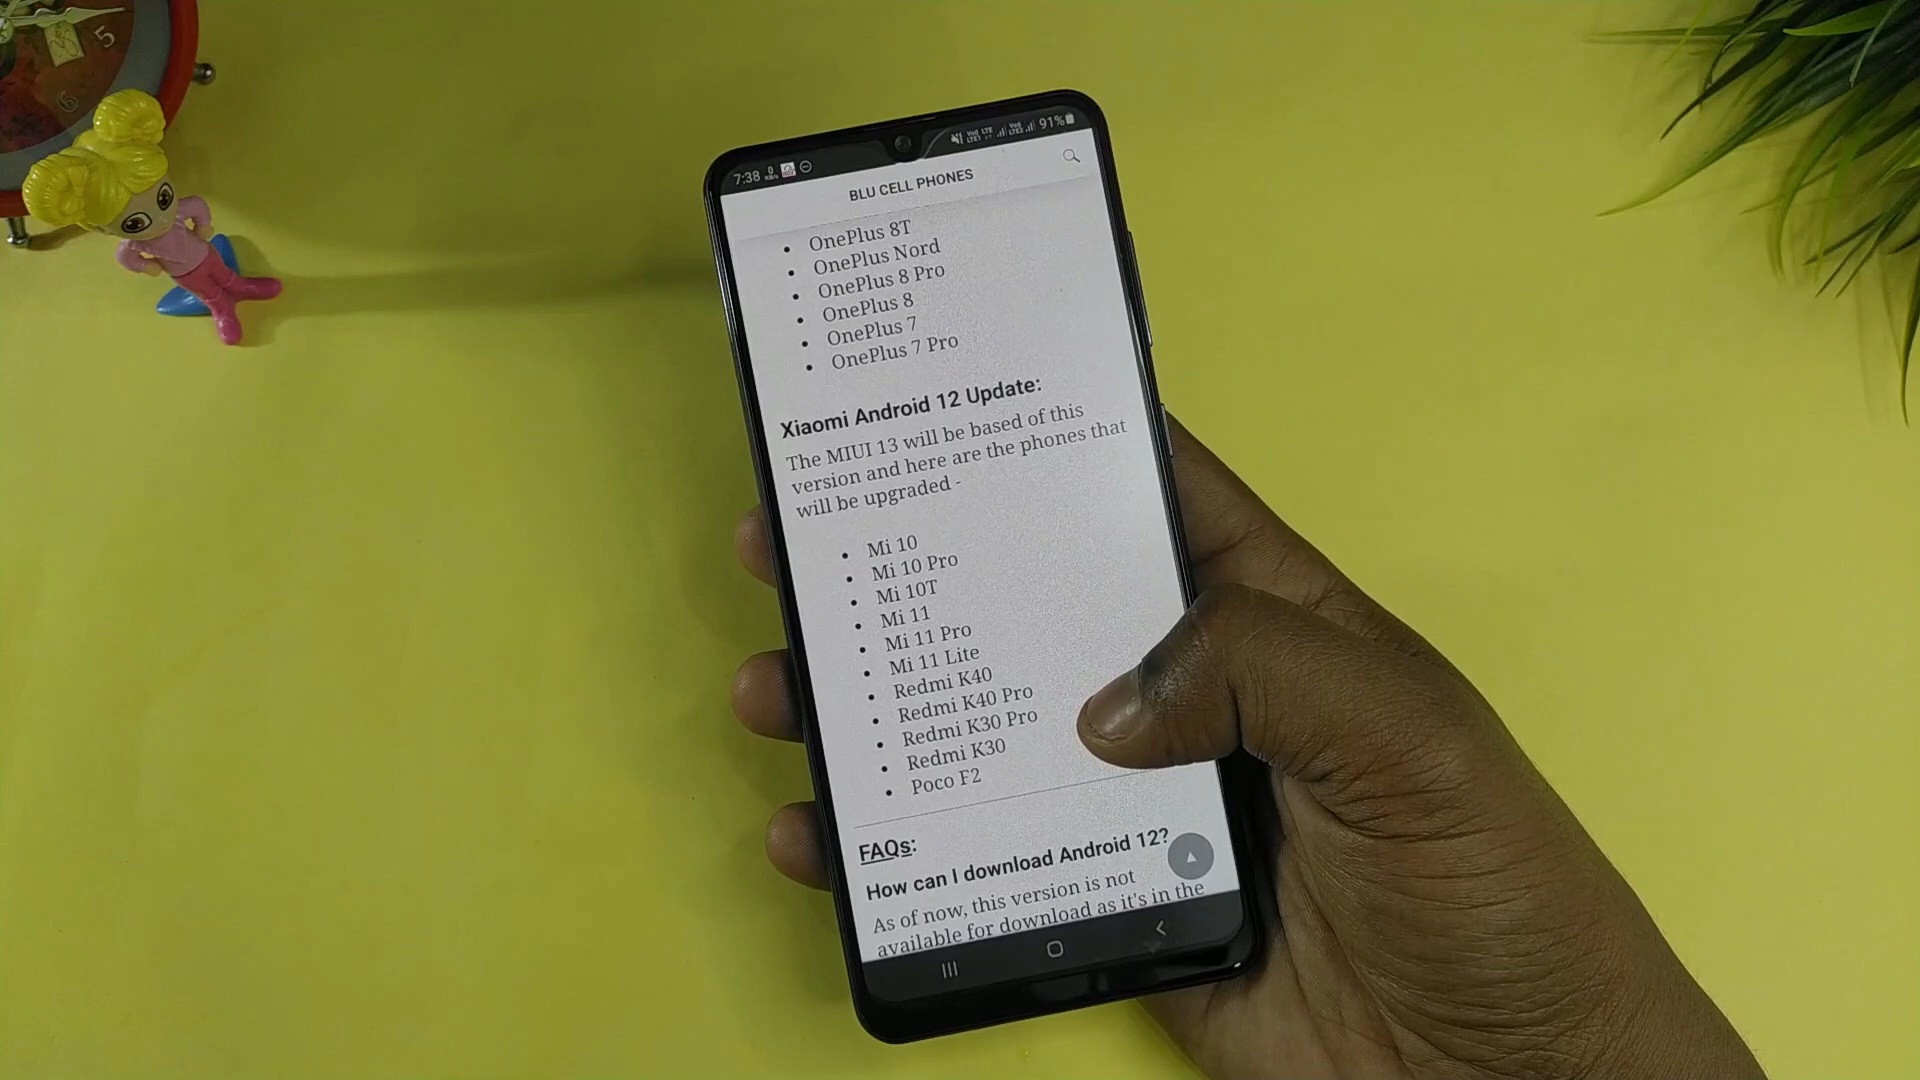 5
6
7:38
91%
BLU CELL PHONES
• OnePlus 8T
• OnePlus Nord
• OnePlus 8 Pro
• OnePlus 8
• OnePlus 7
• OnePlus 7 Pro
Xiaomi Android 12 Update:
The MIUI 13 will be based of this
version and here are the phones that
will be upgraded -
• Mi 10
• Mi 10 Pro
• Mi 10T
• Mi 11
• Mi 11 Pro
• Mi 11 Lite
• Redmi K40
• Redmi K40 Pro
• Redmi K30 Pro
• Redmi K30
• Poco F2
FAQs:
How can I download Android 12?
As of now, this version is not
available for download as it's in the